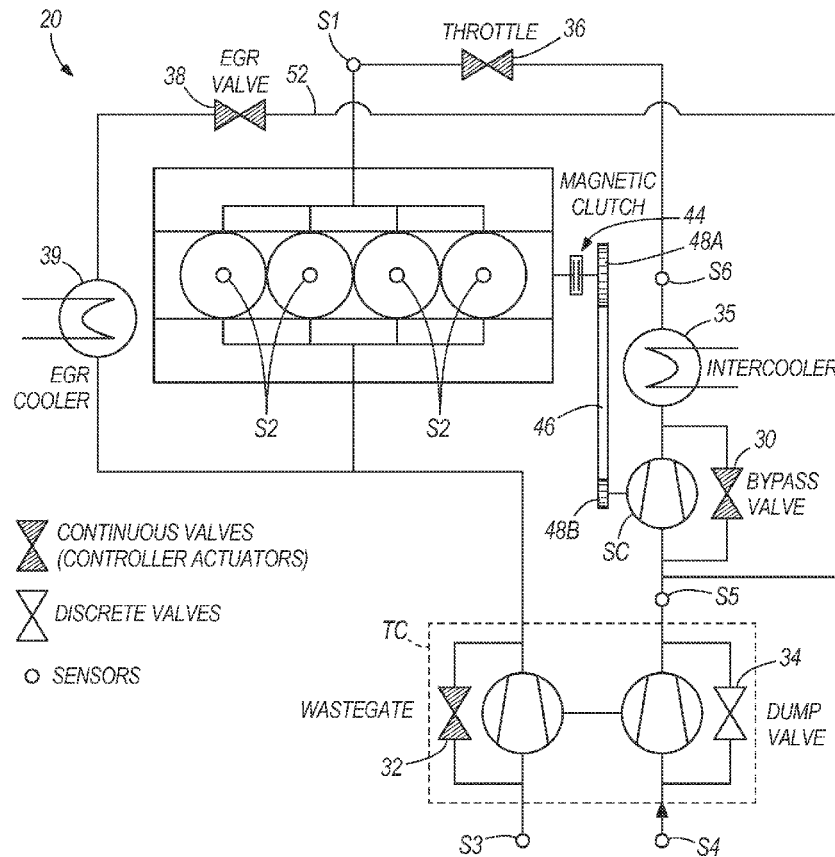 20
S1
THROTTLE
36
EGR
VALVE
38
52
MAGNETIC
CLUTCH
44
48A
39
S6
35
EGR
COOLER
INTERCOOLER
S2
S2
46
30
BYPASS
VALVE
48B
SC
CONTINUOUS VALVES
(CONTROLLER ACTUATORS)
DISCRETE VALVES
SENSORS
S5
TC
34
WASTEGATE
32
DUMP
VALVE
S3
S4